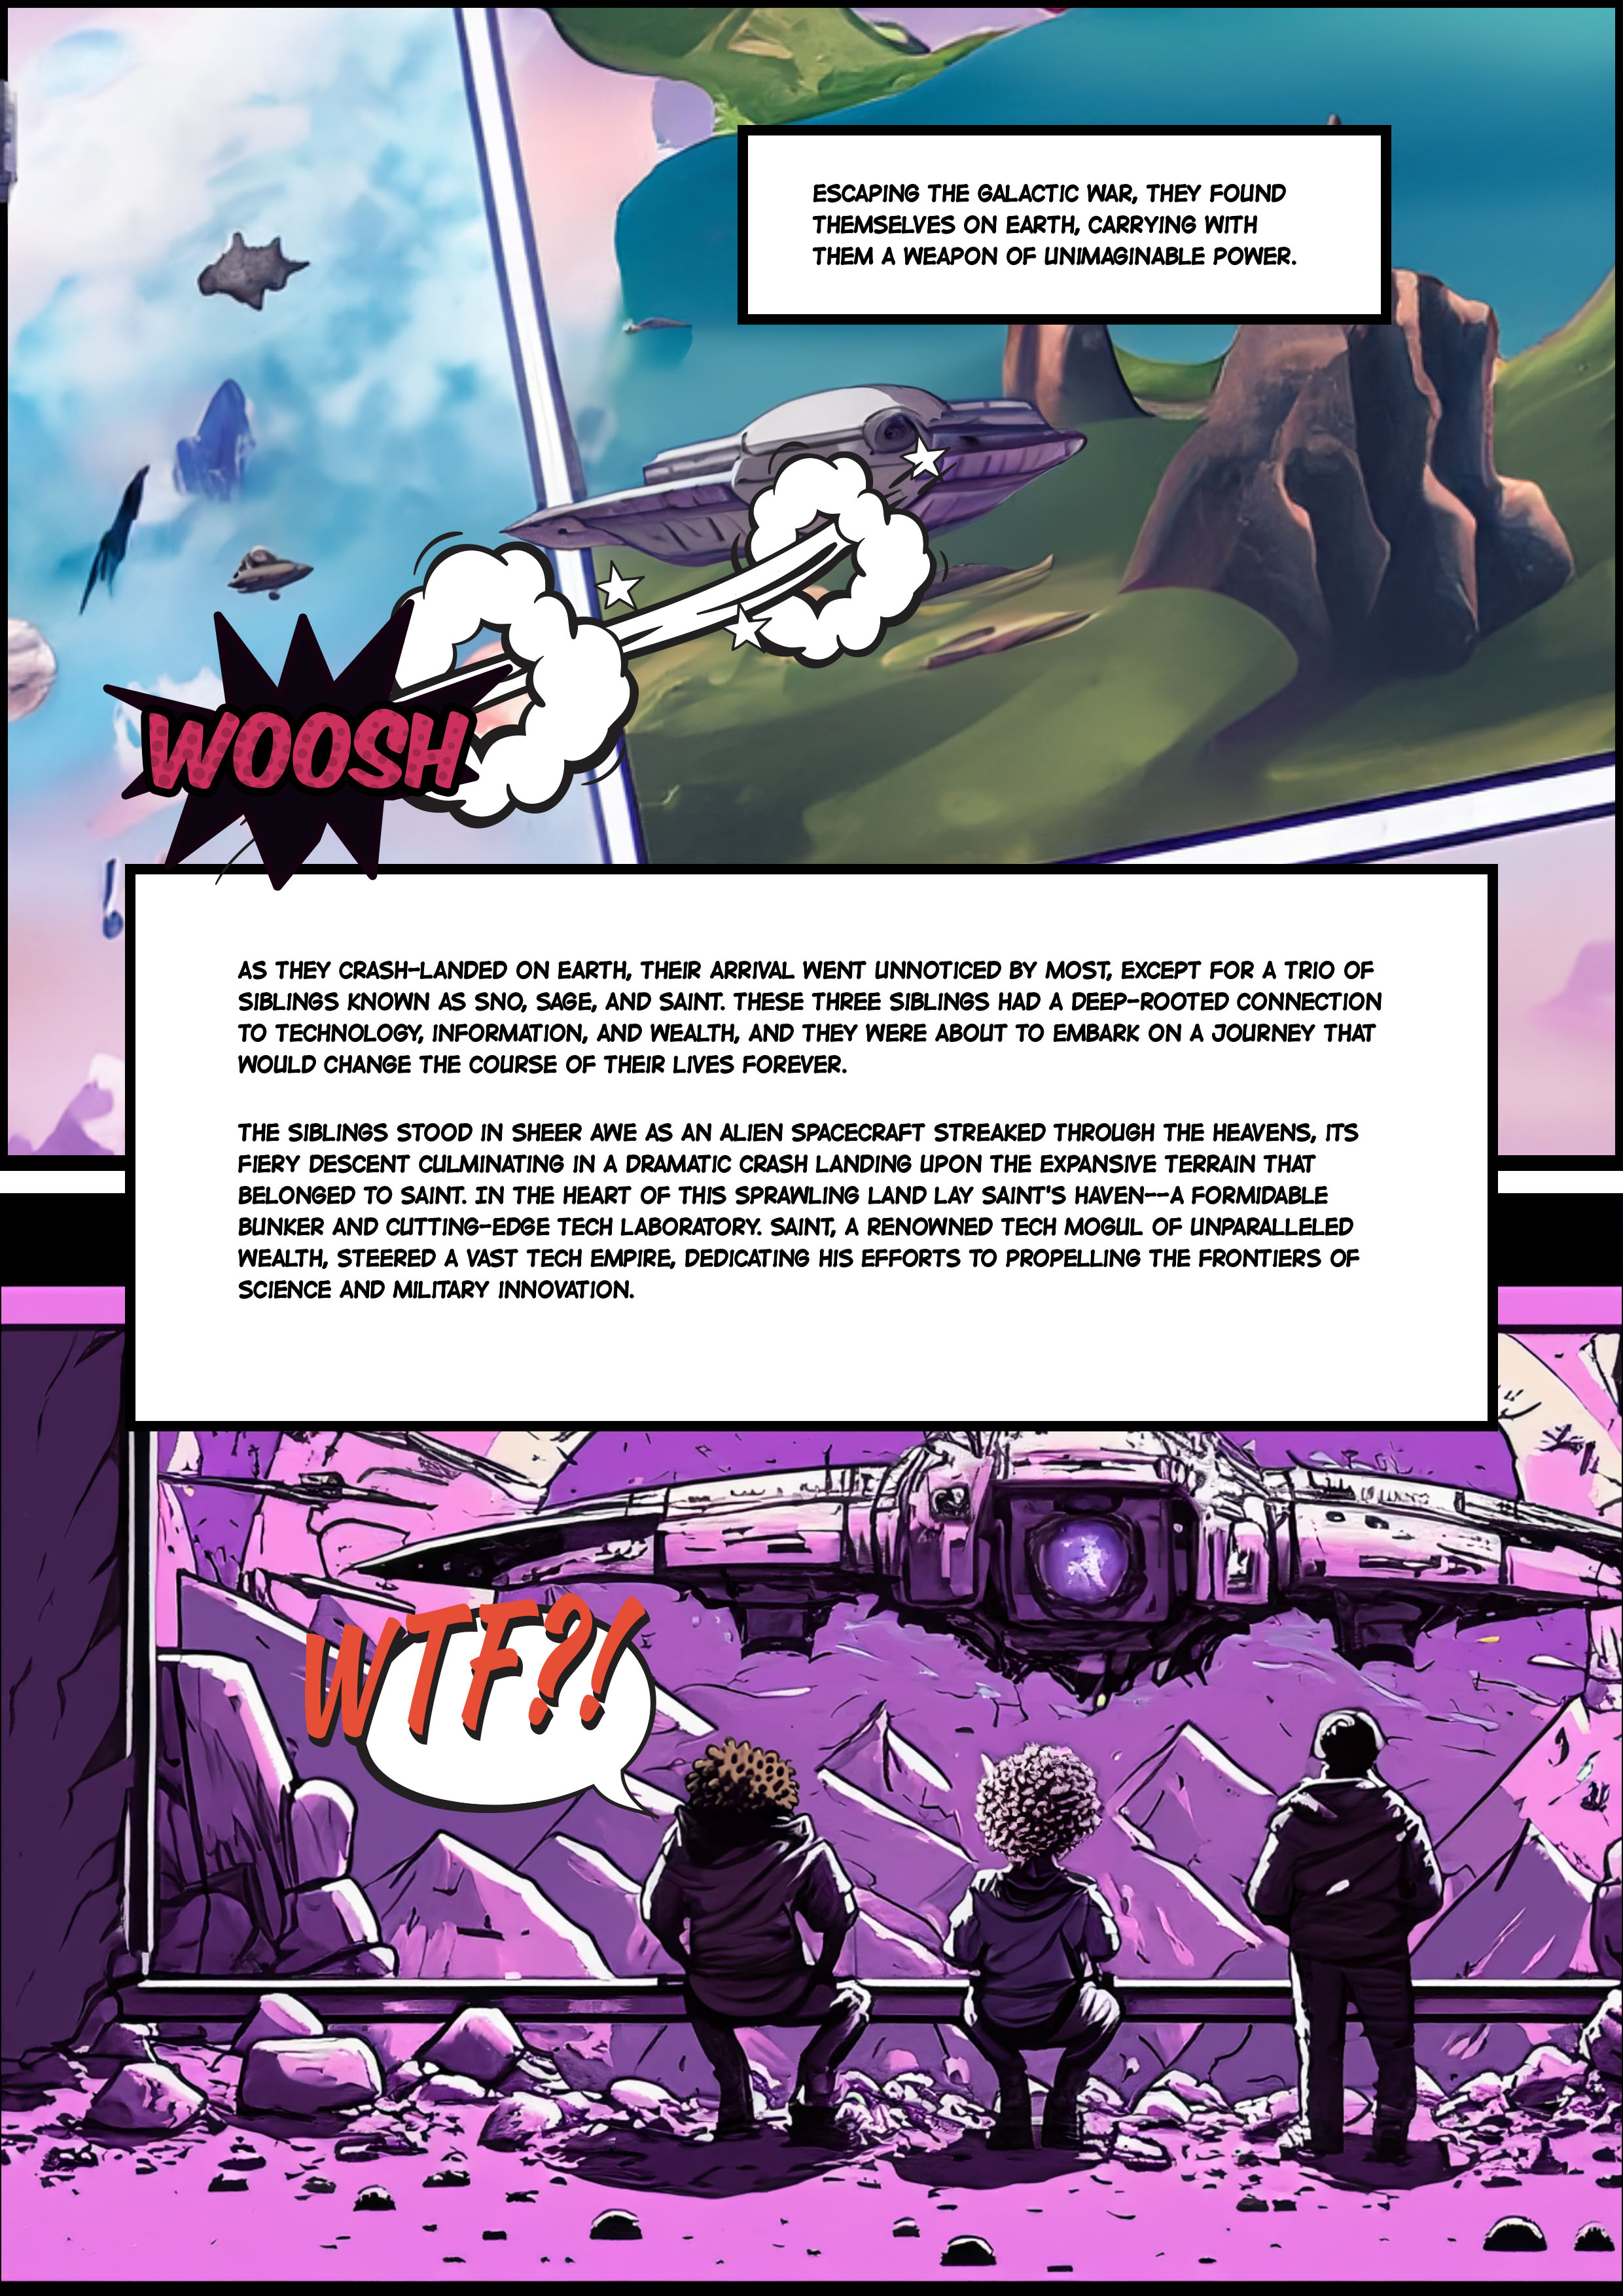 ESCAPING THE GALACTIC WAR, THEY FOUND
THEMSELVES ON EARTH, CARRYING WITH
THEM A WEAPON OF UNIMAGINABLE POWER.
WOOSH
AS THEY CRASH-LANDED ON EARTH, THEIR ARRIVAL WENT UNNOTICED BY MOST, EXCEPT FOR A TRIO OF
SIBLINGS KNOWN AS SNO, SAGE, AND SAINT. THESE THREE SIBLINGS HAD A DEEP-ROOTED CONNECTION
TO TECHNOLOGY, INFORMATION, AND WEALTH, AND THEY WERE ABOUT TO EMBARK ON A JOURNEY THAT
WOULD CHANGE THE COURSE OF THEIR LIVES FOREVER.
THE SIBLINGS STOOD IN SHEER AWE AS AN ALIEN SPACECRAFT STREAKED THROUGH THE HEAVENS, ITS
FIERY DESCENT CULMINATING IN A DRAMATIC CRASH LANDING UPON THE EXPANSIVE TERRAIN THAT
BELONGED TO SAINT. IN THE HEART OF THIS SPRAWLING LAND LAY SAINT'S HAVEN--A FORMIDABLE
BUNKER AND CUTTING-EDGE TECH LABORATORY. SAINT, A RENOWNED TECH MOGUL OF UNPARALLELED
WEALTH, STEERED A VAST TECH EMPIRE, DEDICATING HIS EFFORTS TO PROPELLING THE FRONTIERS OF
SCIENCE AND MILITARY INNOVATION.
WTF?!